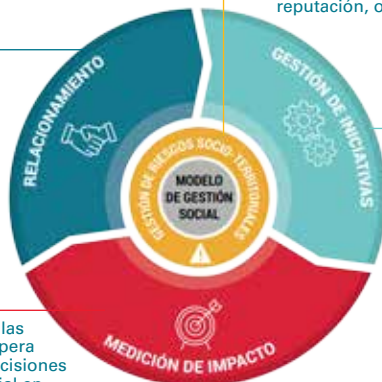 reputación, o
RELACIONAMIENTO
GESTIÓN DE INICIATIVAS
GESTIÓN DE RIESGOS SOCIO-TERRITORIALES
MODELO
DE GESTIÓN
SOCIAL
MEDICIÓN DE IMPACTO
las
pera
cisiones